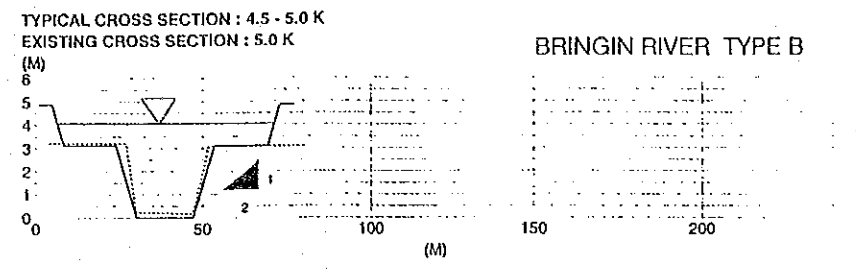 TYPICAL CROSS SECTION : 4.5 - 5.0 K
EXISTING CROSS SECTION : 5.0 K
BRINGIN RIVER TYPE B
(M)
6
5
4
3
2
1
0
1
2
0
50
100
150
200
(M)